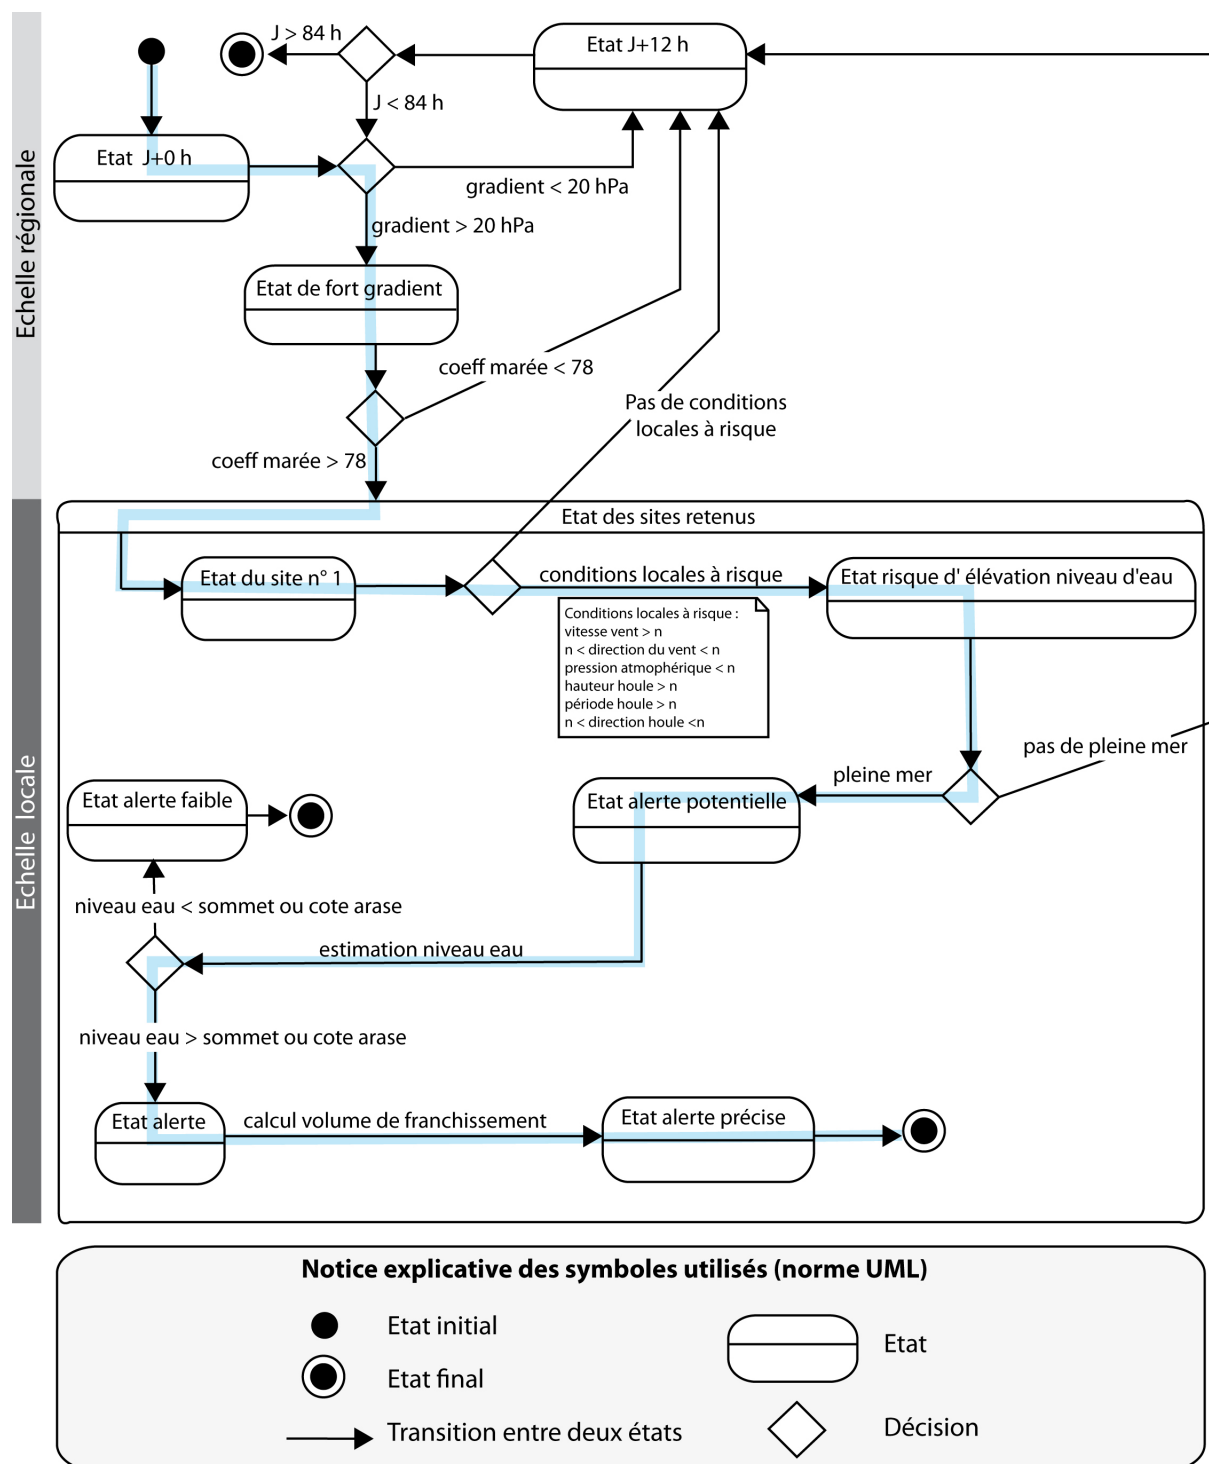 Echelle régionale
J > 84 h
Etat J+12 h
J < 84 h
Etat J+0 h
gradient < 20 hPa
gradient > 20 hPa
Etat de fort gradient
coeff marée < 78
Pas de conditions
locales à risque
coeff marée > 78
Echelle locale
Etat des sites retenus
Etat du site n° 1
conditions locales à risque
Etat risque d' élévation niveau d'eau
Conditions locales à risque :
vitesse vent > n
n < direction du vent < n
pression atmophérique < n
hauteur houle > n
période houle > n
n < direction houle <n
pas de pleine mer
pleine mer
Etat alerte potentielle
Etat alerte faible
niveau eau < sommet ou cote arase
estimation niveau eau
niveau eau > sommet ou cote arase
Etat alerte
calcul volume de franchissement
Etat alerte précise
Notice explicative des symboles utilisés (norme UML)
Etat initial
Etat
Etat final
Transition entre deux états
Décision